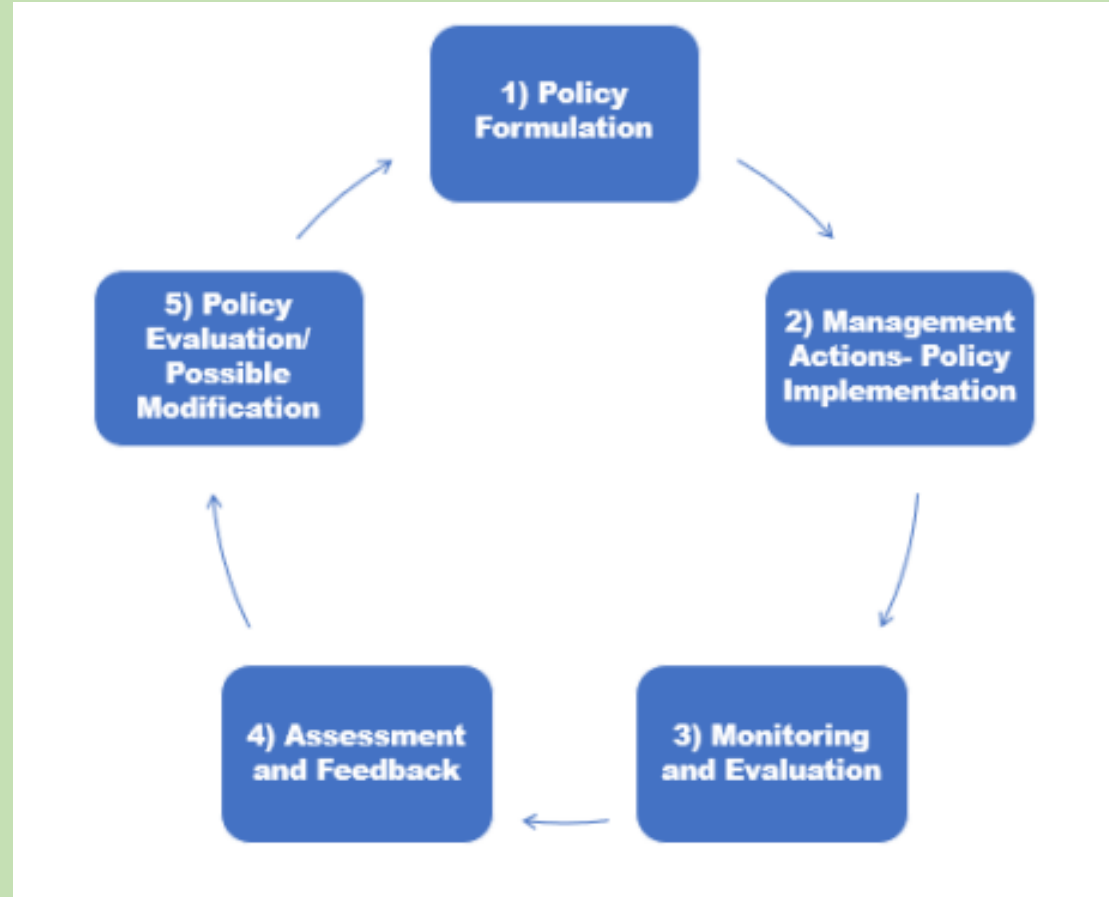 1) Policy
Formulation
2) Management
Actions- Policy
Implementation
3) Monitoring
and Evaluation
4) Assessment
and Feedback
5) Policy
Evaluation/
Possible
Modification